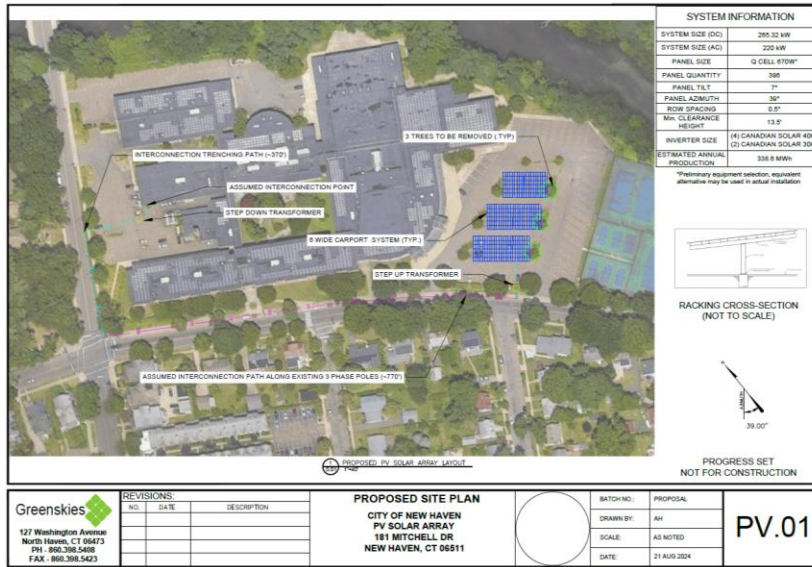 INTERCONNECTION TRENCHING PATH (~370')
ASSUMED INTERCONNECTION POINT
STEP DOWN TRANSFORMER
3 TREES TO BE REMOVED (TYP)
6 WIDE CARPORT SYSTEM (TYP.)
STEP UP TRANSFORMER
ASSUMED INTERCONNECTION PATH ALONG EXISTING 3 PHASE POLES (~770')
PROPOSED PV SOLAR ARRAY LAYOUT
SYSTEM INFORMATION
SYSTEM SIZE (DC) 265.32 kW
SYSTEM SIZE (AC) 220 kW
PANEL SIZE Q CELL 670W*
PANEL QUANTITY 396
PANEL TILT 7°
PANEL AZIMUTH 39°
ROW SPACING 0.5"
Min. CLEARANCE HEIGHT 13.5'
INVERTER SIZE (4) CANADIAN SOLAR 40
(2) CANADIAN SOLAR 30
ESTIMATED ANNUAL PRODUCTION 338.6 MWh
*Preliminary equipment selection, equivalent
alternative may be used in actual installation
RACKING CROSS-SECTION
(NOT TO SCALE)
39.00°
PROGRESS SET
NOT FOR CONSTRUCTION
Greenskies
127 Washington Avenue
North Haven, CT 06473
PH - 860.398.5408
FAX - 860.398.5423
REVISIONS:
NO. DATE DESCRIPTION
PROPOSED SITE PLAN
CITY OF NEW HAVEN
PV SOLAR ARRAY
181 MITCHELL DR
NEW HAVEN, CT 06511
BATCH NO.: PROPOSAL
DRAWN BY: AH
SCALE: AS NOTED
DATE: 21 AUG 2024
PV.01